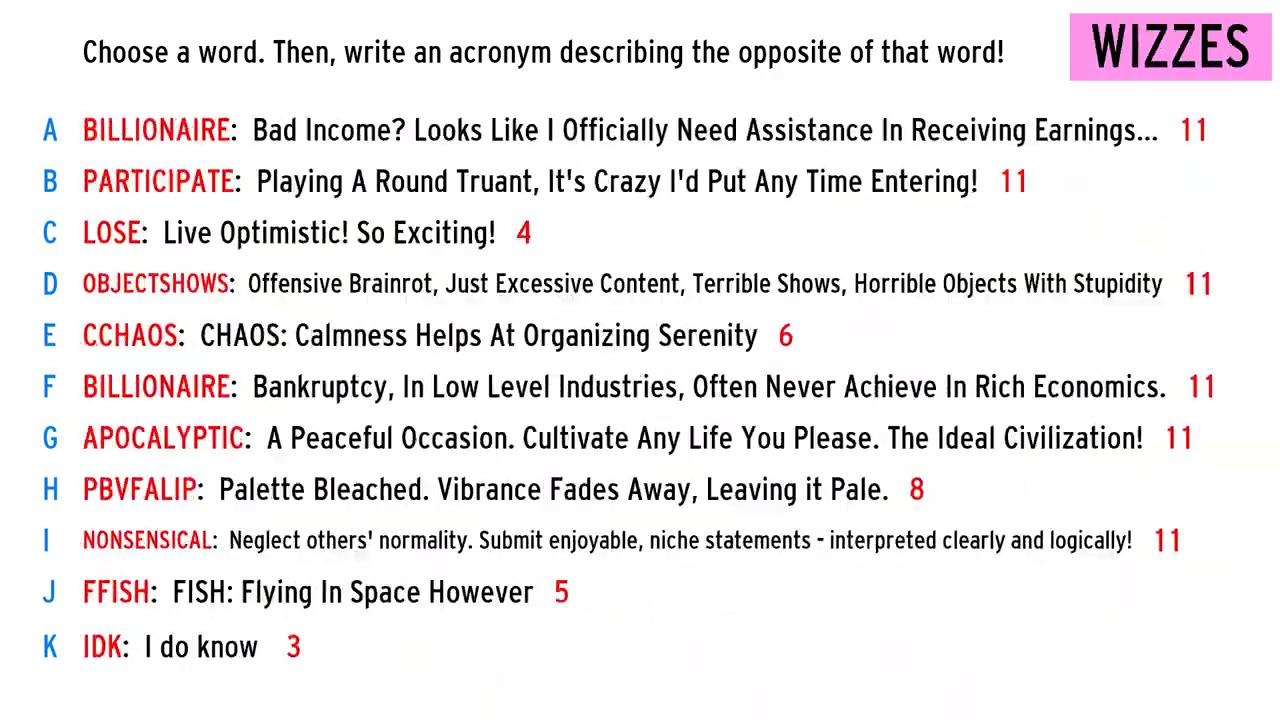 Choose a word. Then, write an acronym describing the opposite of that word!
WIZZES
A BILLIONAIRE: Bad Income? Looks Like I Officially Need Assistance In Receiving Earnings... 11
B PARTICIPATE: Playing A Round Truant, It's Crazy I'd Put Any Time Entering! 11
C LOSE: Live Optimistic! So Exciting! 4
D OBJECTSHOWS: Offensive Brainrot, Just Excessive Content, Terrible Shows, Horrible Objects With Stupidity 11
E CCHAOS: CHAOS: Calmness Helps At Organizing Serenity 6
F BILLIONAIRE: Bankruptcy, In Low Level Industries, Often Never Achieve In Rich Economics. 11
G APOCALYPTIC: A Peaceful Occasion. Cultivate Any Life You Please. The Ideal Civilization! 11
H PBVFALIP: Palette Bleached. Vibrance Fades Away, Leaving it Pale. 8
I NONSENSICAL: Neglect others' normality. Submit enjoyable, niche statements - interpreted clearly and logically! 11
J FFISH: FISH: Flying In Space However 5
K IDK: I do know 3